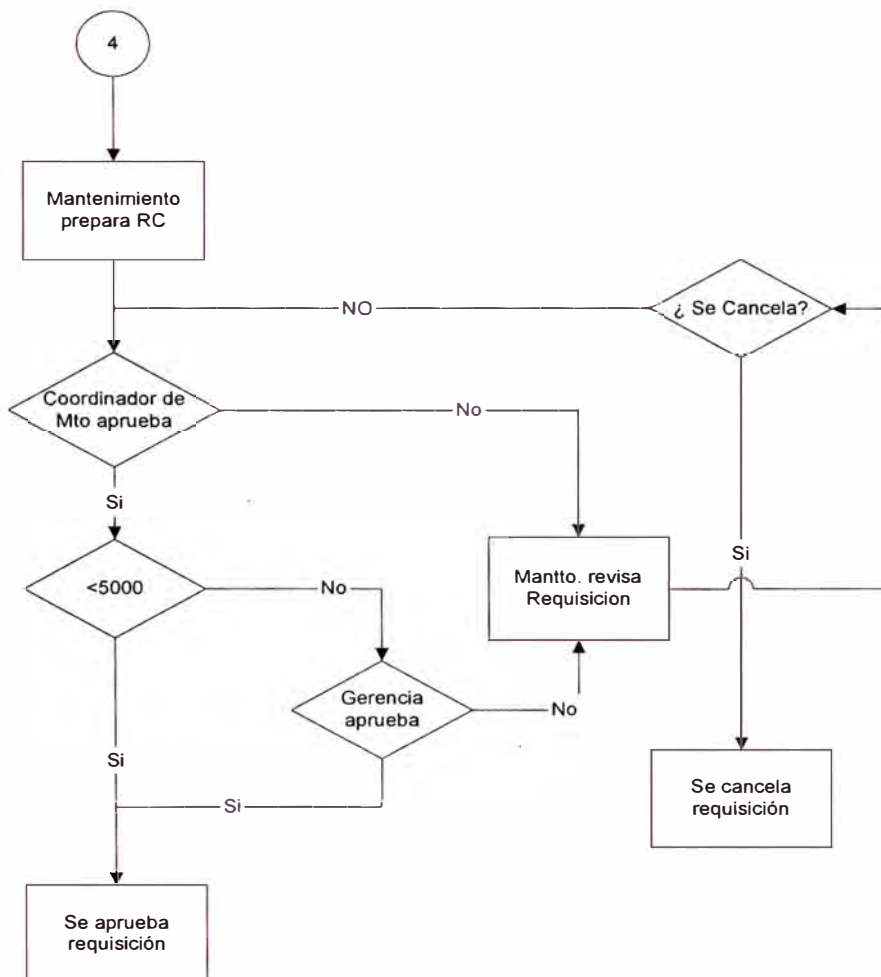 4
Mantenimiento
prepara RC
NO
¿ Se Cancela?
Coordinador de
Mto aprueba
No
Si
<5000
No
Mantto. revisa
Requisicion
Si
Gerencia
aprueba
No
Si
Si
Se cancela
requisición
Se aprueba
requisición